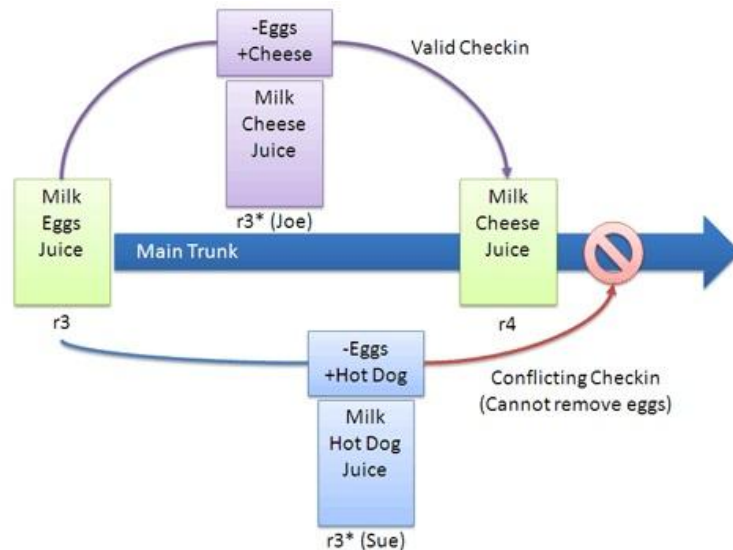 -Eggs
+Cheese
Valid Checkin
Milk
Cheese
Juice
r3* (Joe)
Milk
Eggs
Juice
r3
Main Trunk
Milk
Cheese
Juice
r4
-Eggs
+Hot Dog
Conflicting Checkin
(Cannot remove eggs)
Milk
Hot Dog
Juice
r3* (Sue)